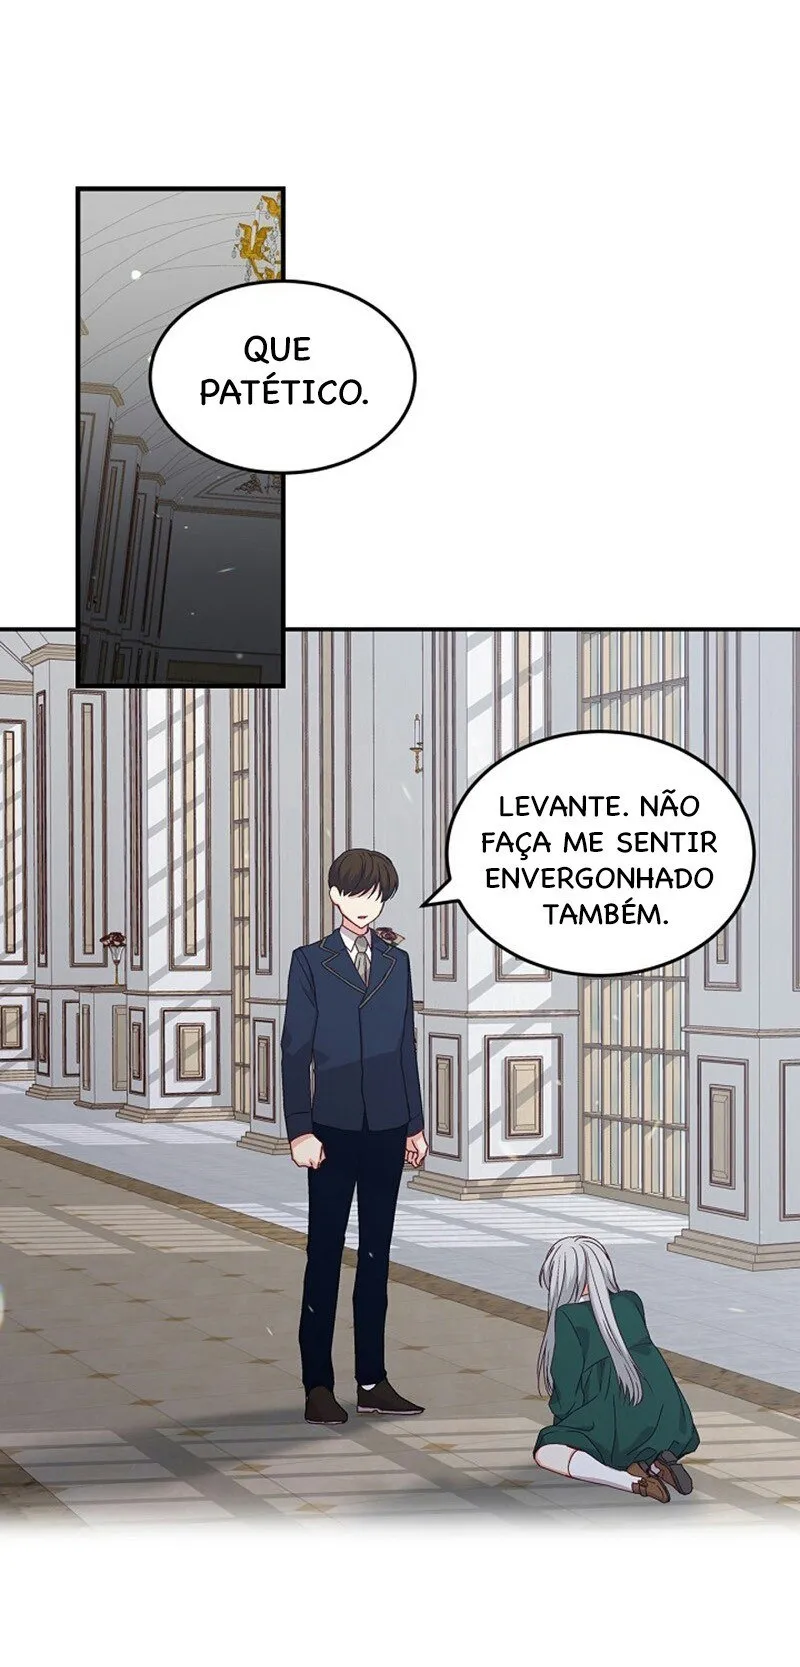 QUE
PATÉTICO.
LEVANTE. NÃO
FAÇA ME SENTIR
ENVERGONHADO
TAMBÉM.